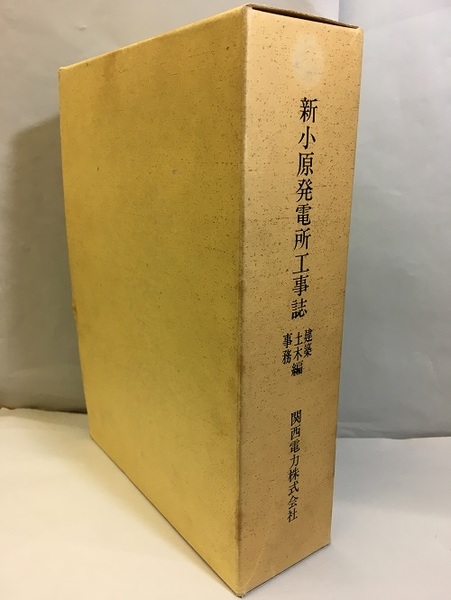 新小原発電所工事誌
建築
土木編
事務
関西電力株式会社